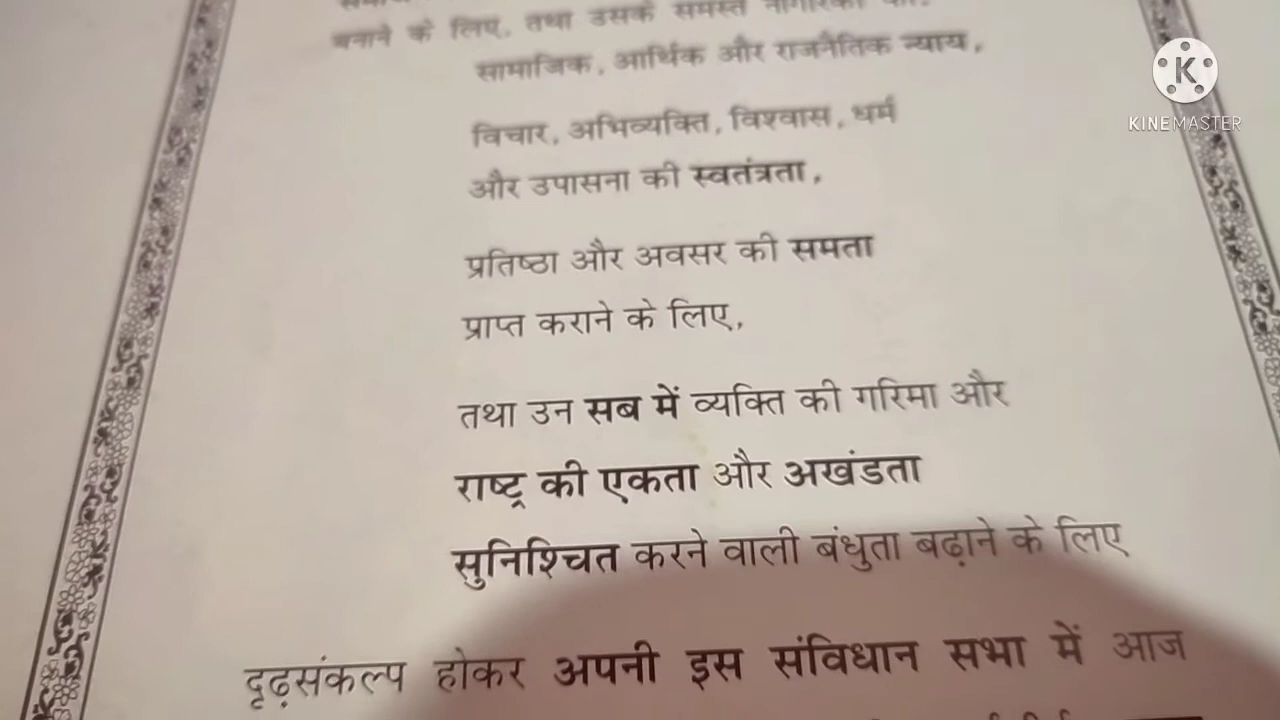 बनाने के लिए, तथा उसके समस्त
सामाजिक, आर्थिक और राजनैतिक न्याय,
विचार, अभिव्यक्ति, विश्वास, धर्म
और उपासना की स्वतंत्रता,
प्रतिष्ठा और अवसर की समता
प्राप्त कराने के लिए,
तथा उन सब में व्यक्ति की गरिमा और
राष्ट्र की एकता और अखंडता
सुनिश्चित करने वाली बंधुता बढ़ाने के लिए
दृढ़संकल्प होकर अपनी इस संविधान सभा में आज
K
KINEMASTER